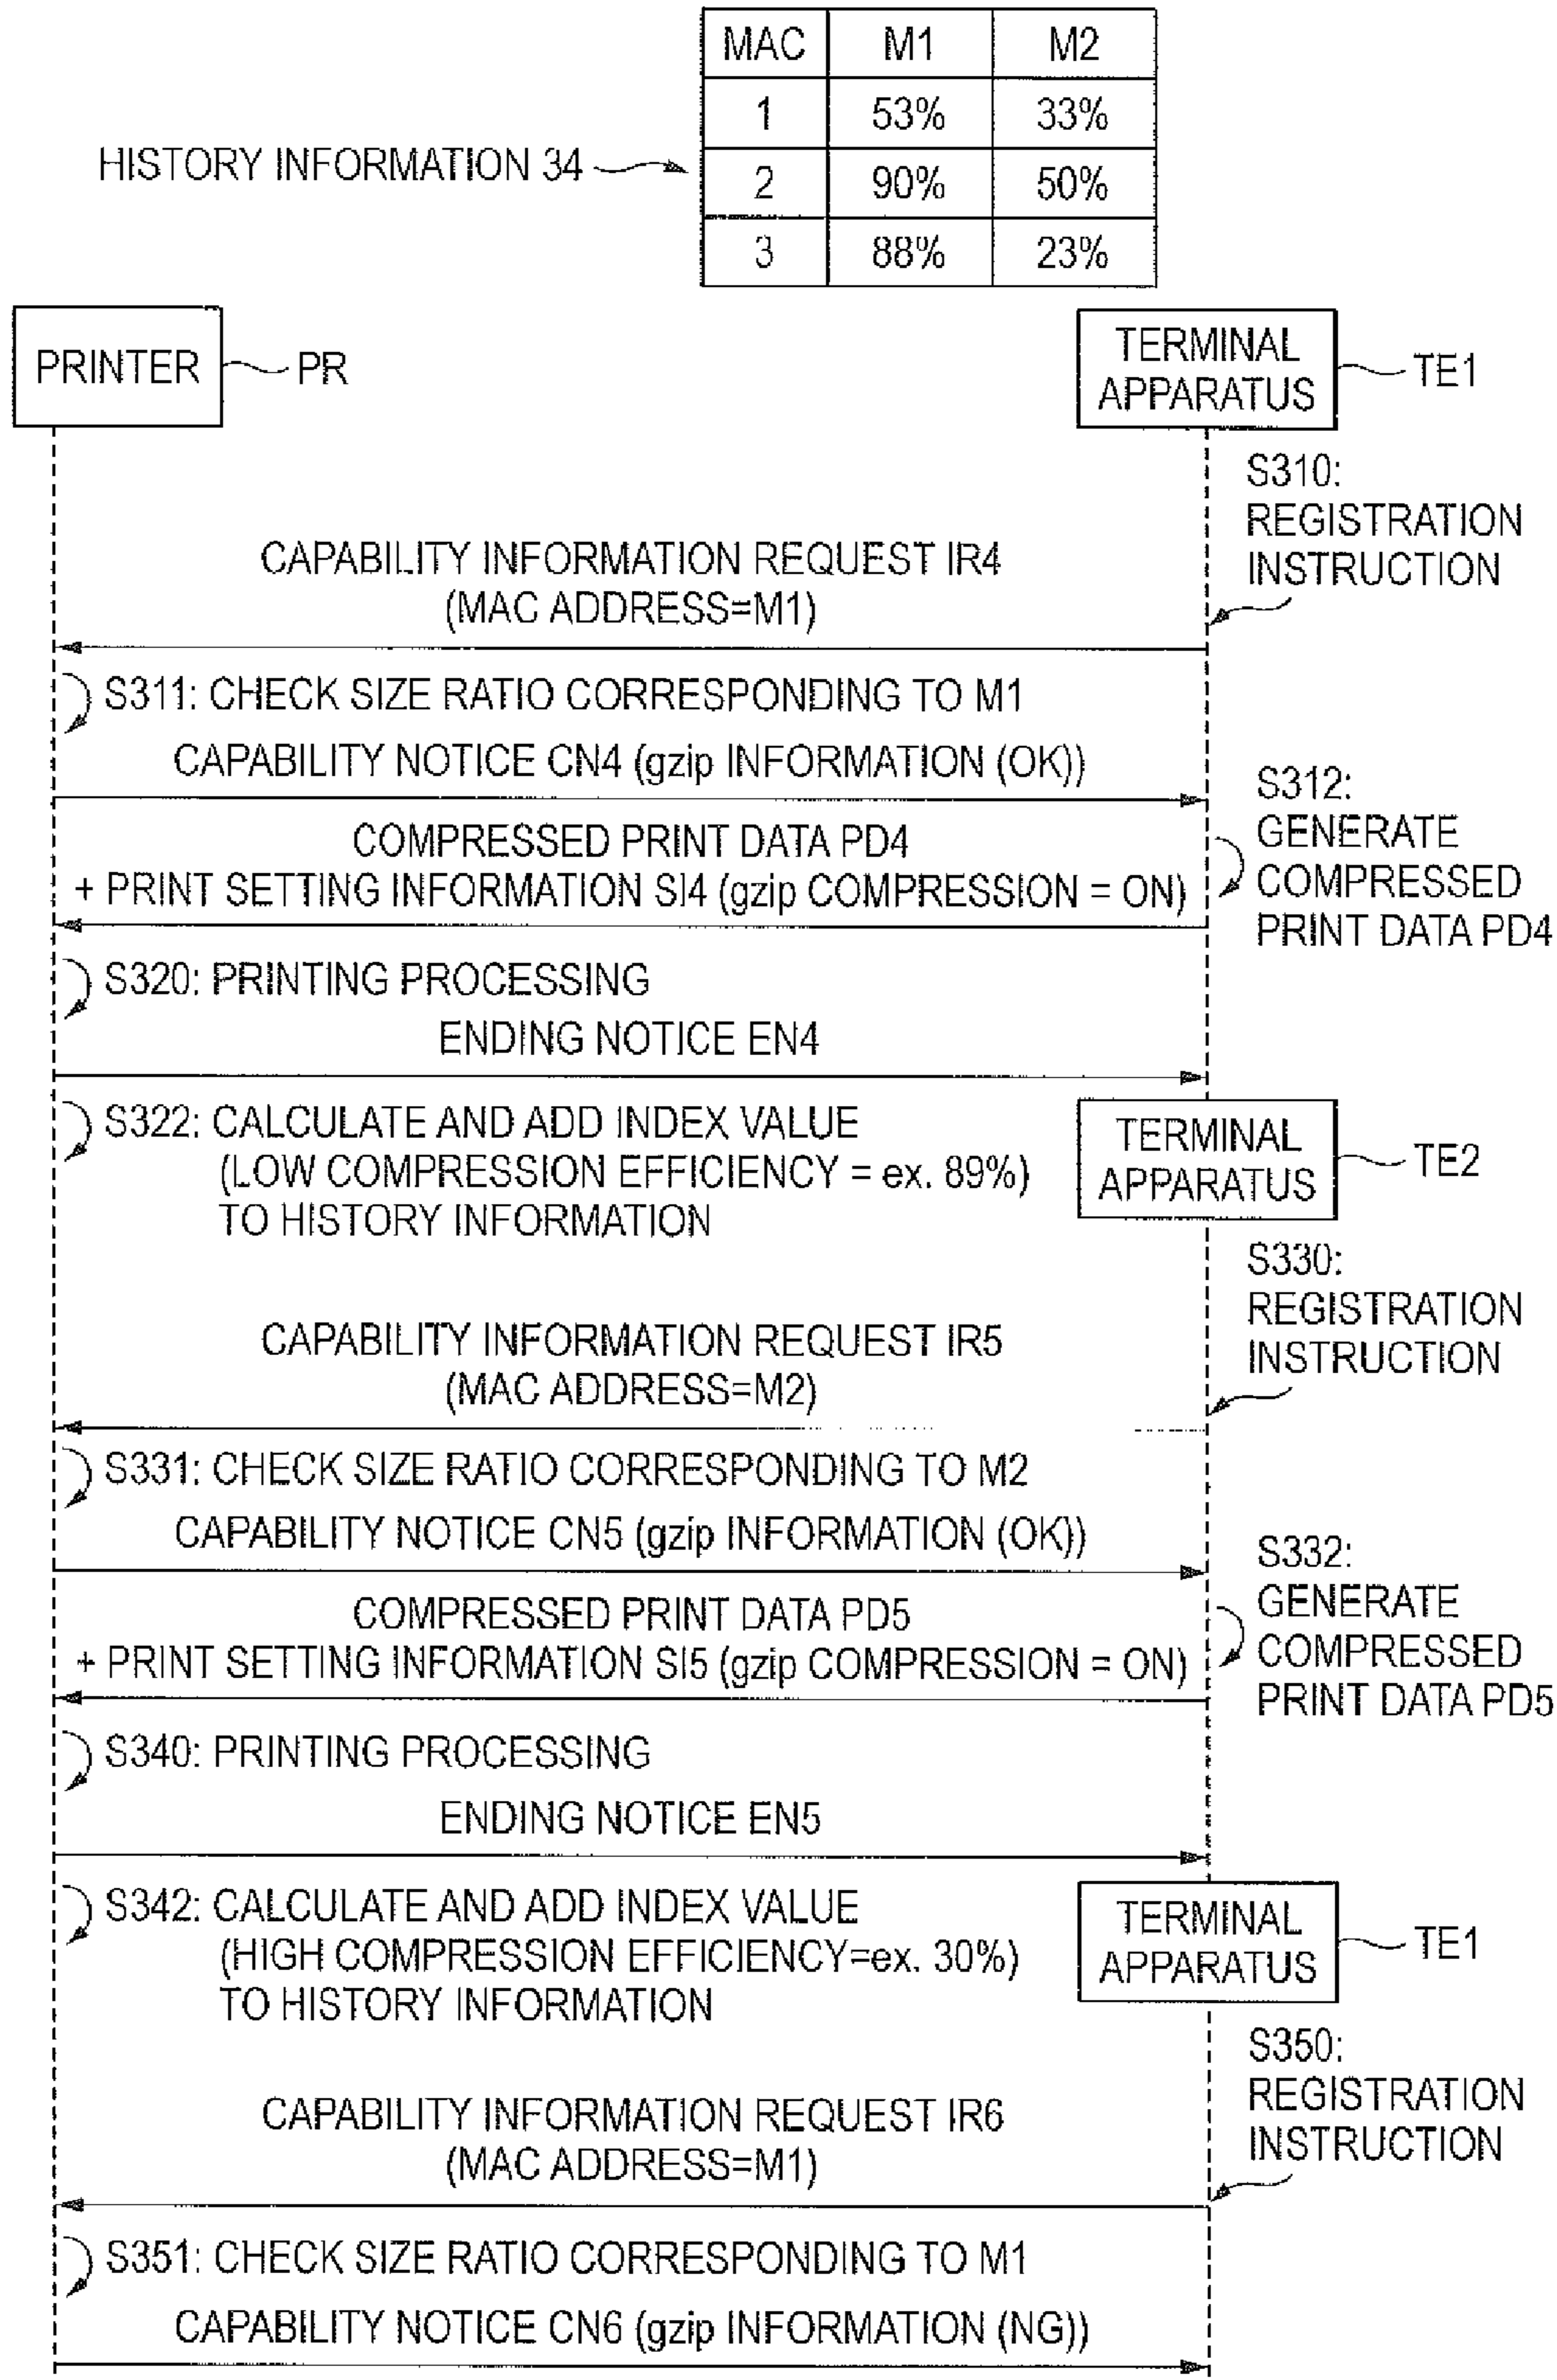 MAC M1 M2
1 53% 33%
2 90% 50%
3 88% 23%
HISTORY INFORMATION 34
PRINTER
PR
TERMINAL
APPARATUS
TE1
S310:
REGISTRATION
INSTRUCTION
CAPABILITY INFORMATION REQUEST IR4
(MAC ADDRESS=M1)
S311: CHECK SIZE RATIO CORRESPONDING TO M1
CAPABILITY NOTICE CN4 (gzip INFORMATION (OK))
S312:
GENERATE
COMPRESSED
PRINT DATA PD4
COMPRESSED PRINT DATA PD4
+ PRINT SETTING INFORMATION SI4 (gzip COMPRESSION = ON)
S320: PRINTING PROCESSING
ENDING NOTICE EN4
S322: CALCULATE AND ADD INDEX VALUE
(LOW COMPRESSION EFFICIENCY = ex. 89%)
TO HISTORY INFORMATION
TERMINAL
APPARATUS
TE2
S330:
REGISTRATION
INSTRUCTION
CAPABILITY INFORMATION REQUEST IR5
(MAC ADDRESS=M2)
S331: CHECK SIZE RATIO CORRESPONDING TO M2
CAPABILITY NOTICE CN5 (gzip INFORMATION (OK))
S332:
GENERATE
COMPRESSED
PRINT DATA PD5
COMPRESSED PRINT DATA PD5
+ PRINT SETTING INFORMATION SI5 (gzip COMPRESSION = ON)
S340: PRINTING PROCESSING
ENDING NOTICE EN5
S342: CALCULATE AND ADD INDEX VALUE
(HIGH COMPRESSION EFFICIENCY=ex. 30%)
TO HISTORY INFORMATION
TERMINAL
APPARATUS
TE1
S350:
REGISTRATION
INSTRUCTION
CAPABILITY INFORMATION REQUEST IR6
(MAC ADDRESS=M1)
S351: CHECK SIZE RATIO CORRESPONDING TO M1
CAPABILITY NOTICE CN6 (gzip INFORMATION (NG))